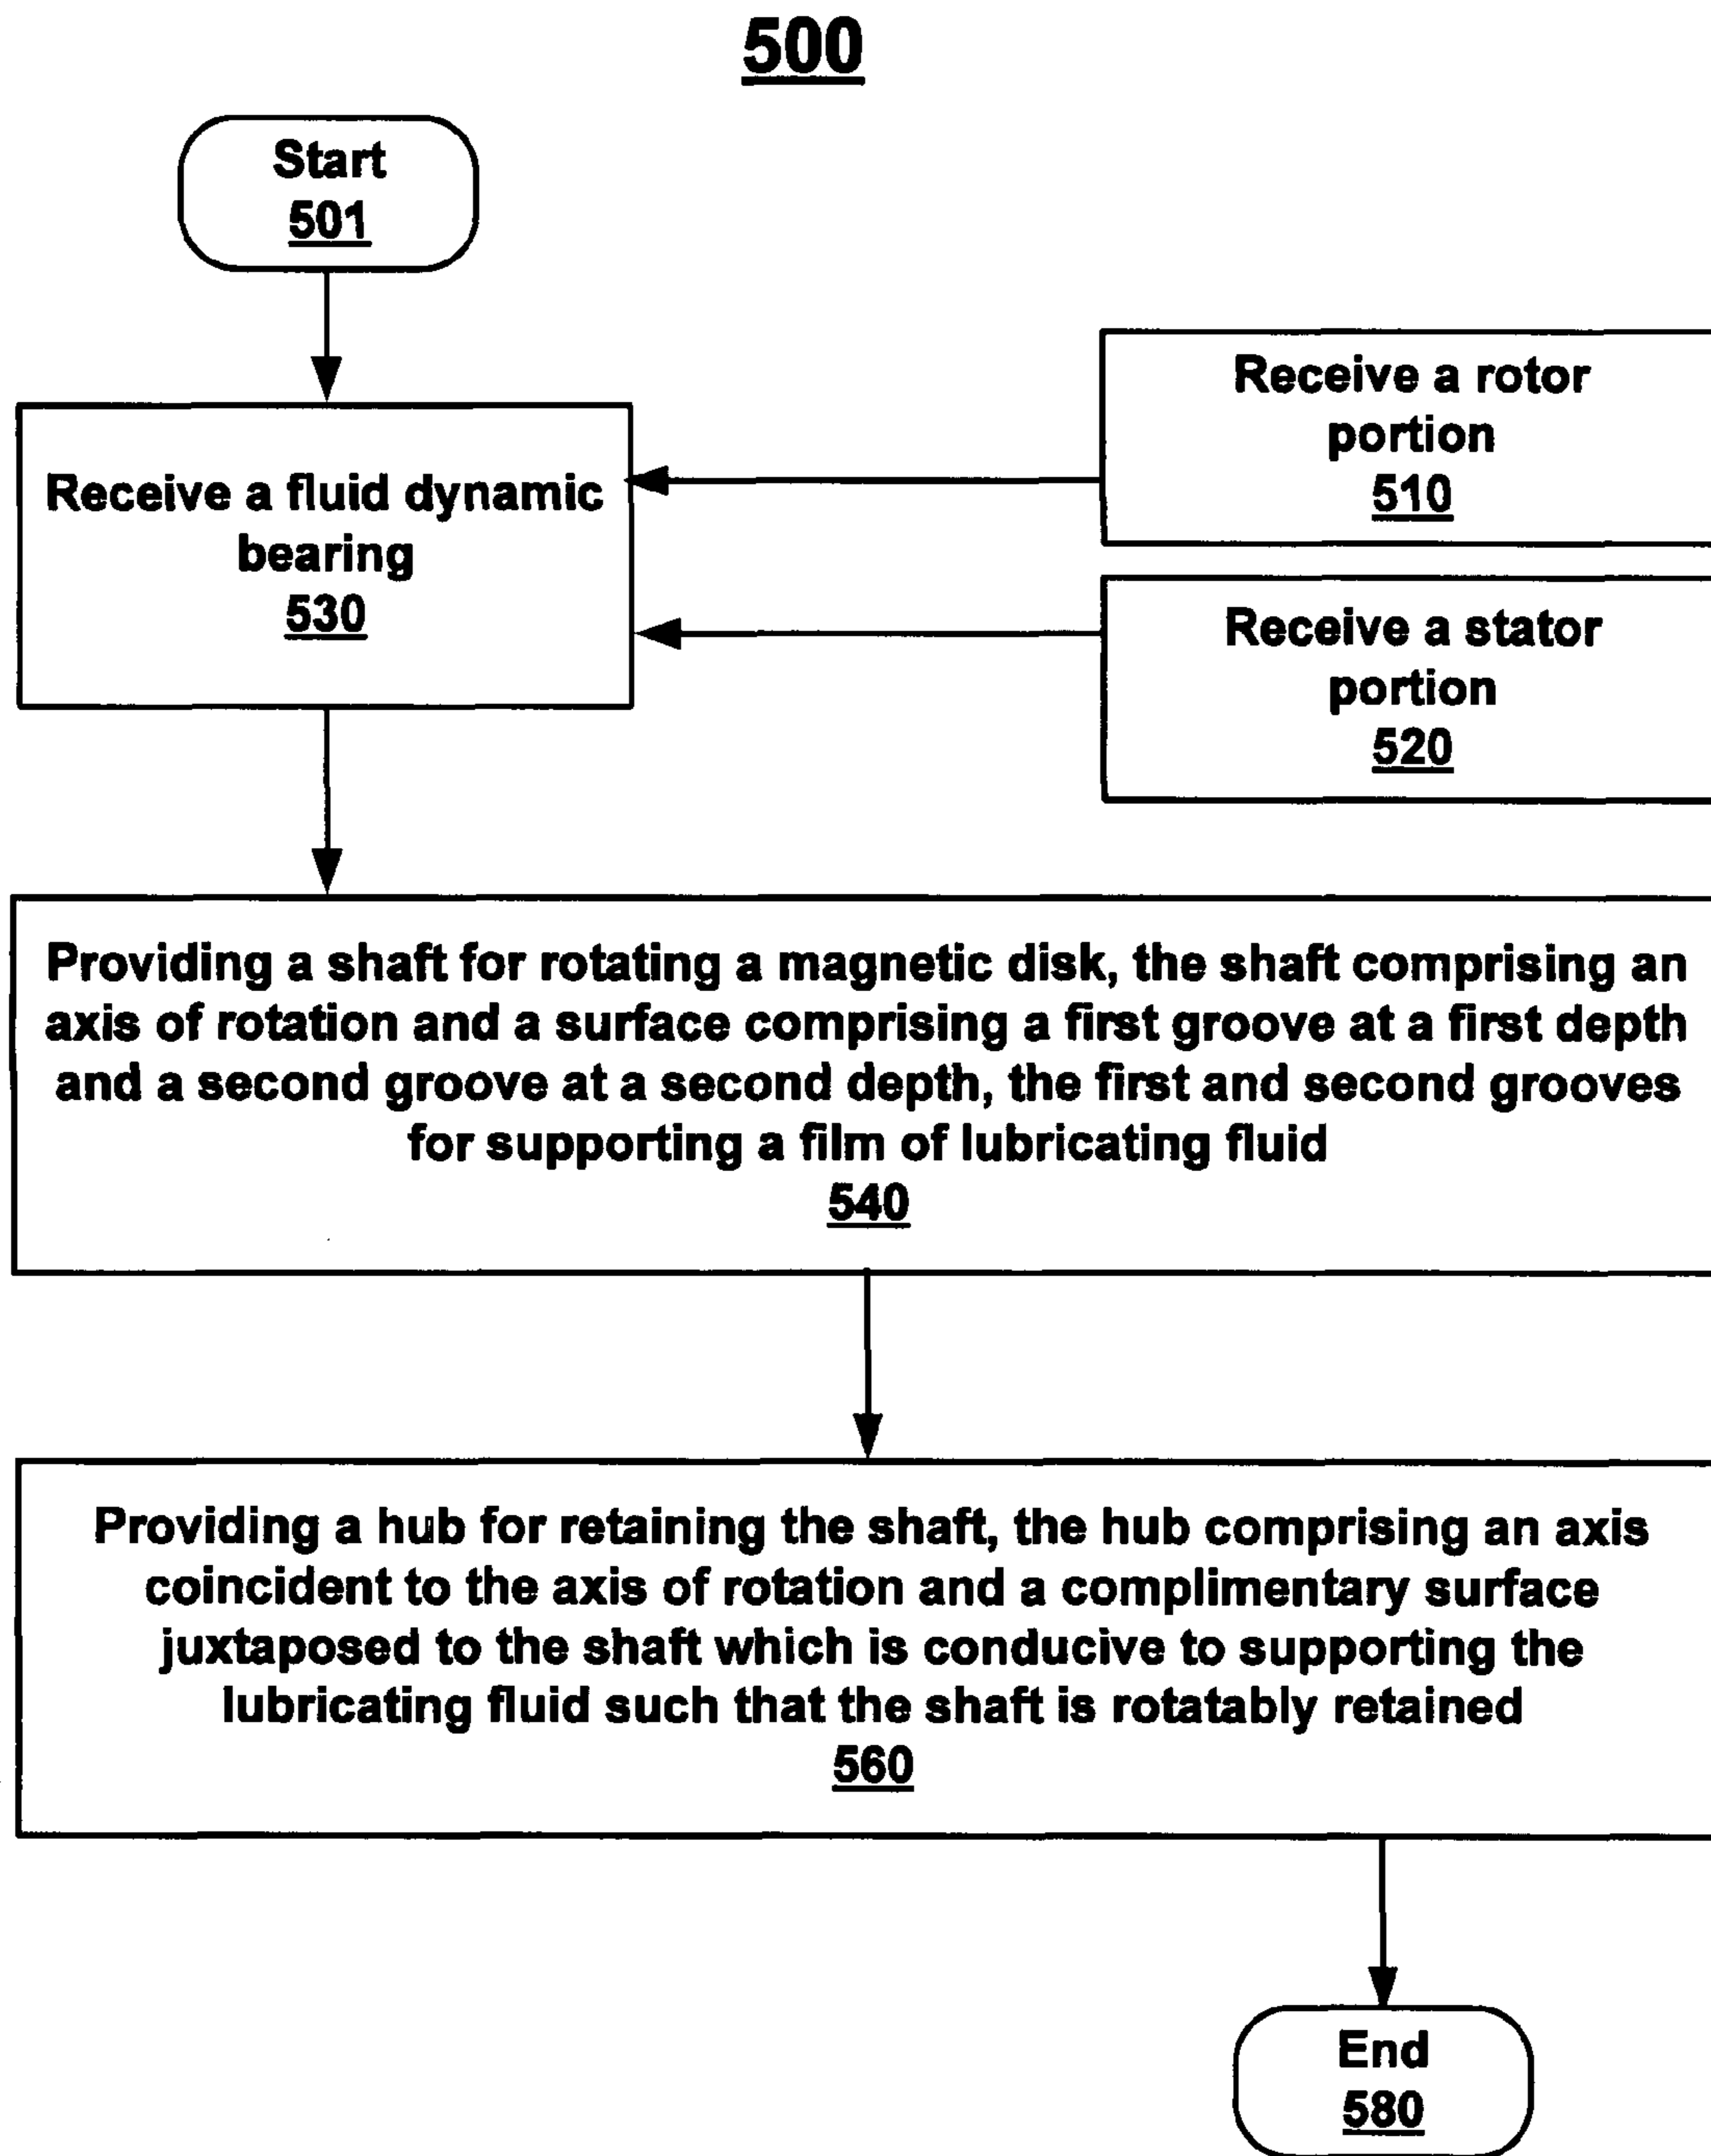 500
Start
501
Receive a rotor
portion
510
Receive a fluid dynamic
bearing
530
Receive a stator
portion
520
Providing a shaft for rotating a magnetic disk, the shaft comprising an
axis of rotation and a surface comprising a first groove at a first depth
and a second groove at a second depth, the first and second grooves
for supporting a film of lubricating fluid
540
Providing a hub for retaining the shaft, the hub comprising an axis
coincident to the axis of rotation and a complimentary surface
juxtaposed to the shaft which is conducive to supporting the
lubricating fluid such that the shaft is rotatably retained
560
End
580